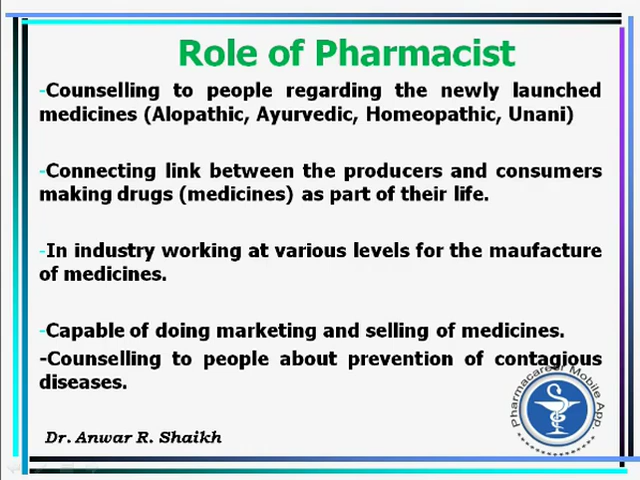 Role of Pharmacist
-Counselling to people regarding the newly launched
medicines (Alopathic, Ayurvedic, Homeopathic, Unani)
-Connecting link between the producers and consumers
making drugs (medicines) as part of their life.
-In industry working at various levels for the maufacture
of medicines.
-Capable of doing marketing and selling of medicines.
-Counselling to people about prevention of contagious
diseases.
Pharmacareer Mobile App.
Dr. Anwar R. Shaikh